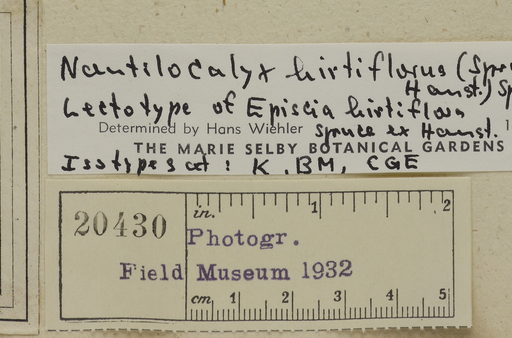 Nautilocalyx hirtiflorus (Spruce
Hanst.) Sp
Lectotype of Episcia hirtiflora
Determined by Hans Wiehler Spruce ex Hanst. 1
THE MARIE SELBY BOTANICAL GARDENS
Isotypes at: K, BM, CGE
20430
in. 1 2
Photogr.
Field Museum 1932
cm 1 2 3 4 5